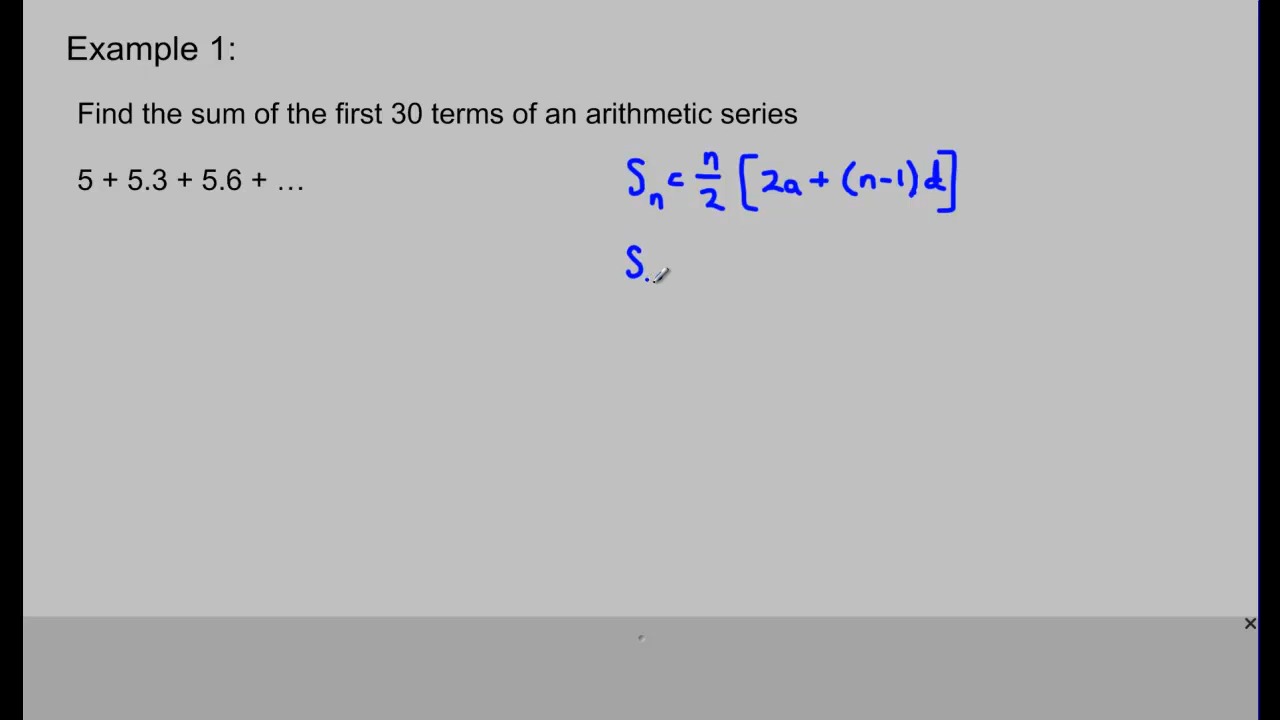 Example 1:
Find the sum of the first 30 terms of an arithmetic series
5 + 5.3 + 5.6 + …
Sₙ = n/2 [2a + (n-1)d]
S